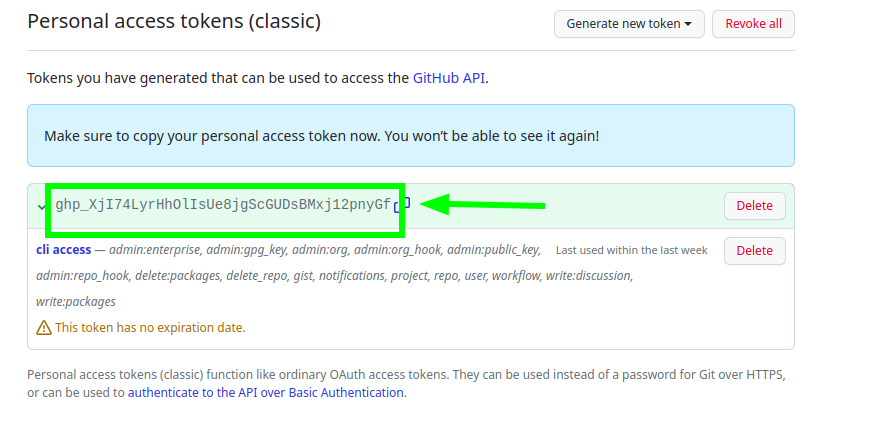 Personal access tokens (classic)
Generate new token
Revoke all
Tokens you have generated that can be used to access the GitHub API.
Make sure to copy your personal access token now. You won't be able to see it again!
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
Delete
cli access — admin:enterprise, admin:gpg_key, admin:org, admin:org_hook, admin:public_key,
Last used within the last week
Delete
admin:repo_hook, delete:packages, delete_repo, gist, notifications, project, repo, user, workflow, write:discussion,
write:packages
This token has no expiration date.
Personal access tokens (classic) function like ordinary OAuth access tokens. They can be used instead of a password for Git over HTTPS,
or can be used to authenticate to the API over Basic Authentication.